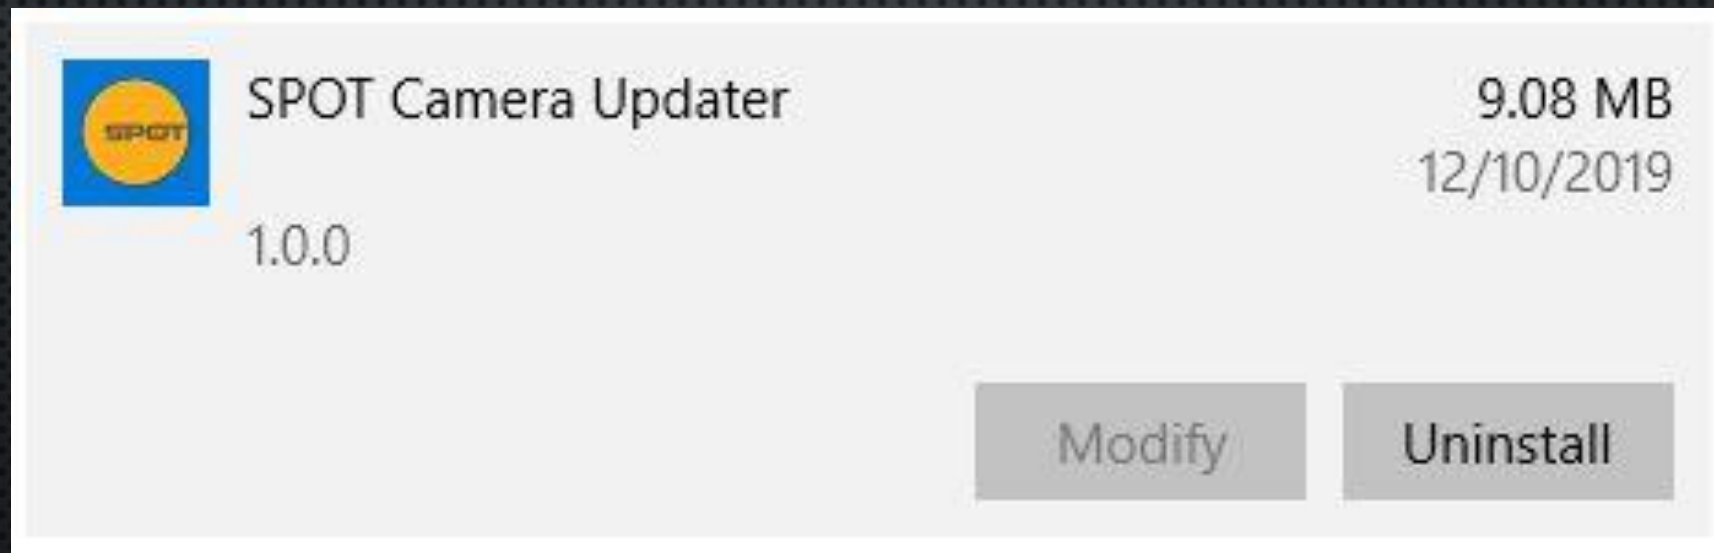 SPOT
SPOT Camera Updater
9.08 MB
12/10/2019
1.0.0
Modify
Uninstall